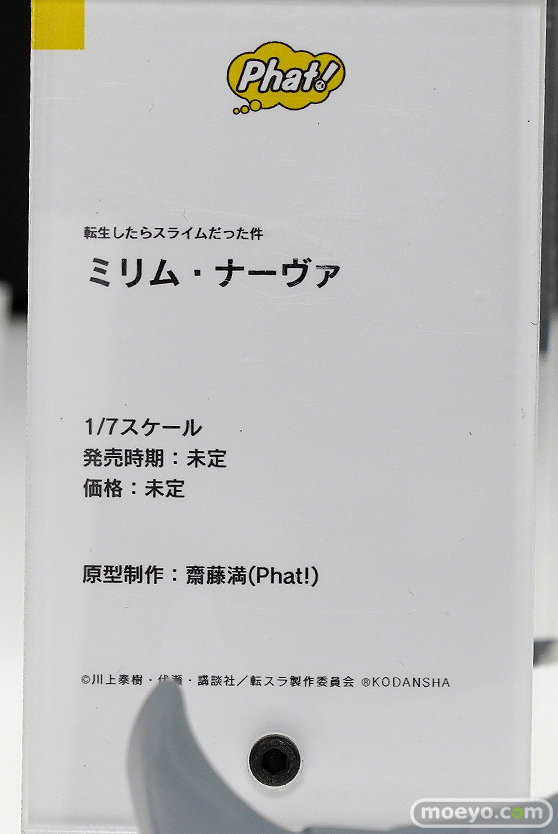 Phat!
転生したらスライムだった件
ミリム・ナーヴァ
1/7スケール
発売時期：未定
価格：未定
原型制作：齋藤満(Phat!)
©川上泰樹・伏瀬・講談社／転スラ製作委員会 ®KODANSHA
moeyo.com